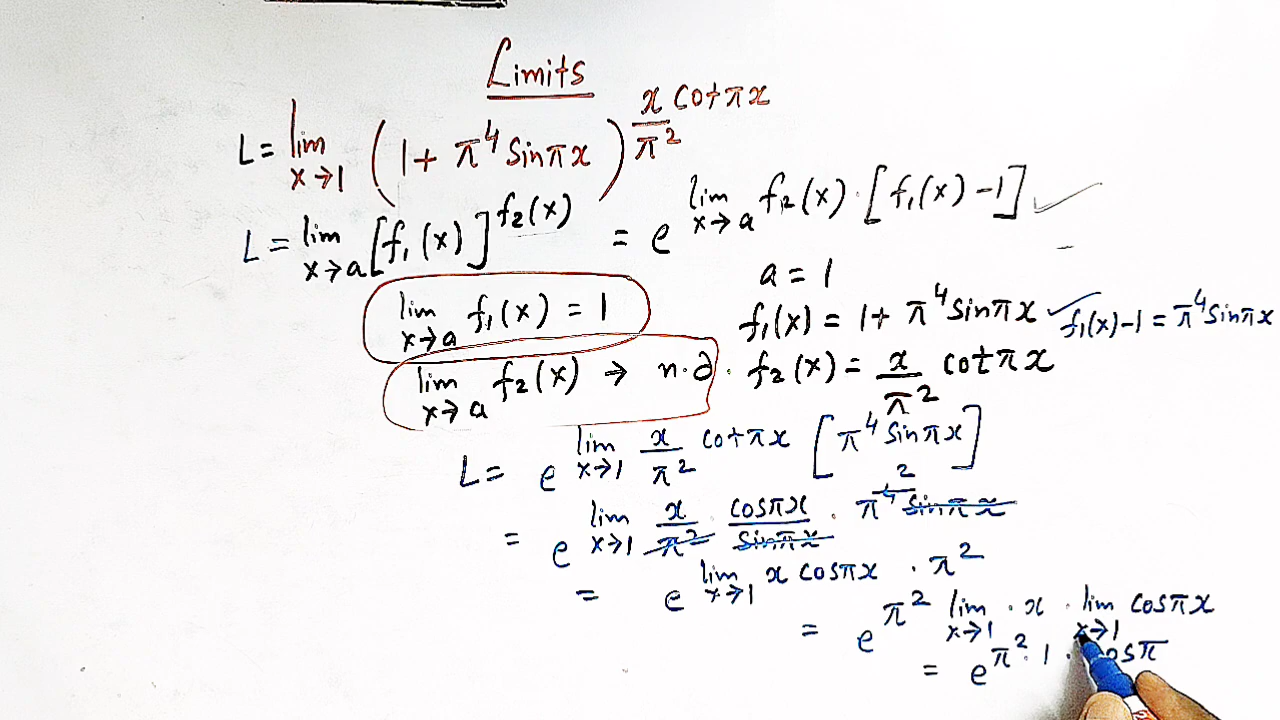 Limits
L = lim x→1 (1 + π⁴ sinπx)^(x/π² cotπx)
L = lim x→a [f₁(x)]^f₂(x) = e^(lim x→a f₂(x) · [f₁(x) - 1])
a = 1
lim x→a f₁(x) = 1
f₁(x) = 1 + π⁴ sinπx f₁(x) - 1 = π⁴ sinπx
lim x→a f₂(x) → n.d. f₂(x) = x/π² cotπx
L = e^(lim x→1 x/π² cotπx [π⁴ sinπx])
= e^(lim x→1 x/π² · cosπx/sinπx · π⁴ 2 sinπx)
= e^(lim x→1 x cosπx · π²)
= e^(π² lim x→1 · x · lim x→1 cosπx)
= e^(π² · 1 · cosπ)